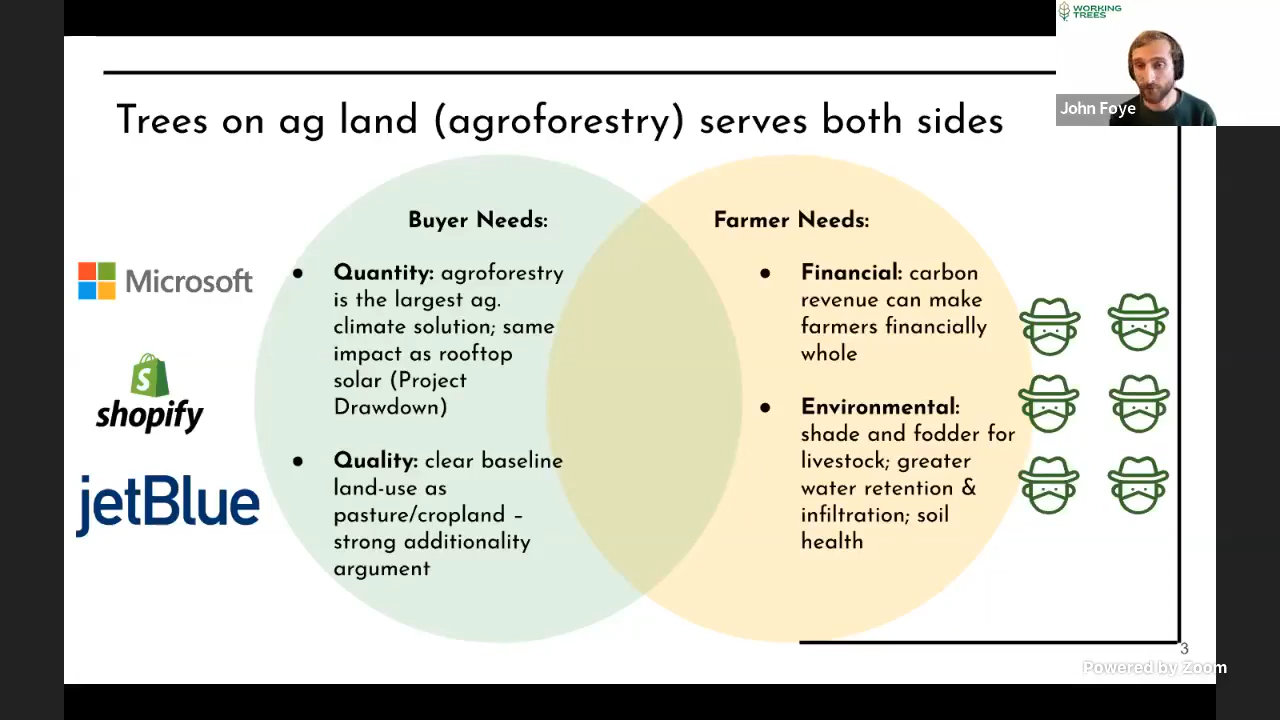 WORKING
TREES
John Foye
Trees on ag land (agroforestry) serves both sides
Microsoft
shopify
jetBlue
Buyer Needs:
● Quantity: agroforestry
is the largest ag.
climate solution; same
impact as rooftop
solar (Project
Drawdown)
● Quality: clear baseline
land-use as
pasture/cropland –
strong additionality
argument
Farmer Needs:
● Financial: carbon
revenue can make
farmers financially
whole
● Environmental:
shade and fodder for
livestock; greater
water retention &
infiltration; soil
health
3
Powered by Zoom